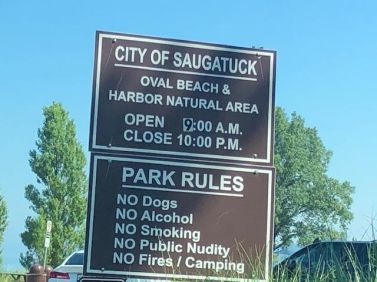 CITY OF SAUGATUCK
OVAL BEACH &
HARBOR NATURAL AREA
OPEN 9:00 A.M.
CLOSE 10:00 P.M.
PARK RULES
NO Dogs
NO Alcohol
NO Smoking
NO Public Nudity
NO Fires / Camping